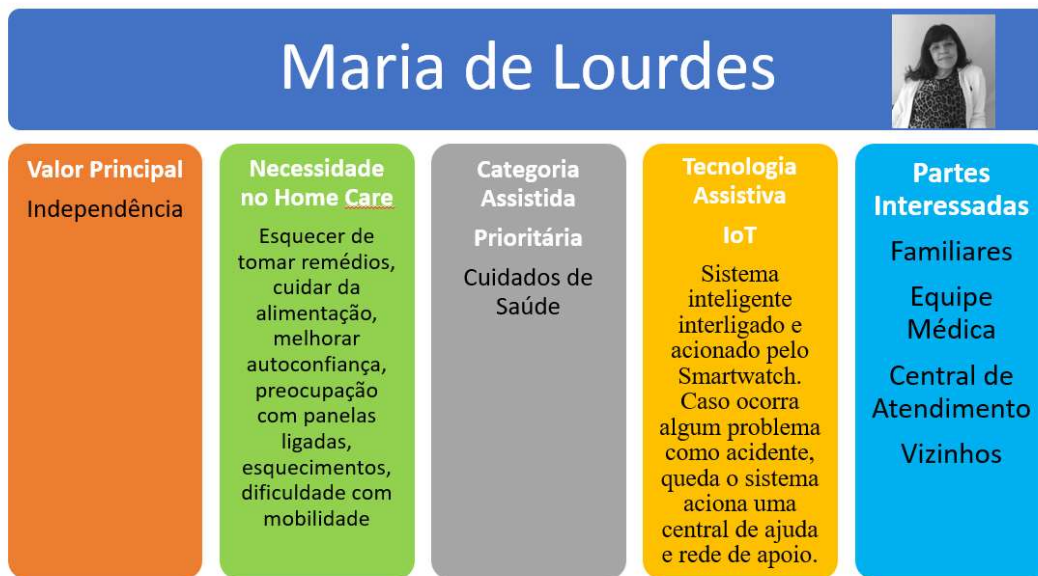 Maria de Lourdes
Valor Principal
Independência
Necessidade
no Home Care
Esquecer de
tomar remédios,
cuidar da
alimentação,
melhorar
autoconfiança,
preocupação
com panelas
ligadas,
esquecimentos,
dificuldade com
mobilidade
Categoria
Assistida
Prioritária
Cuidados de
Saúde
Tecnologia
Assistiva
IoT
Sistema
inteligente
interligado e
acionado pelo
Smartwatch.
Caso ocorra
algum problema
como acidente,
queda o sistema
aciona uma
central de ajuda
e rede de apoio.
Partes
Interessadas
Familiares
Equipe
Médica
Central de
Atendimento
Vizinhos